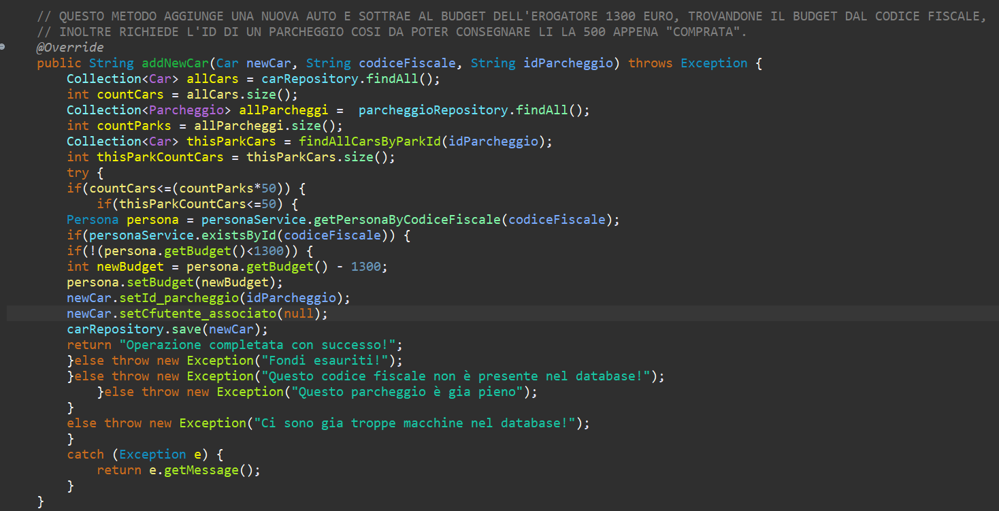 // QUESTO METODO AGGIUNGE UNA NUOVA AUTO E SOTTRAE AL BUDGET DELL'EROGATORE 1300 EURO, TROVANDONE IL BUDGET DAL CODICE FISCALE,
// INOLTRE RICHIEDE L'ID DI UN PARCHEGGIO COSI DA POTER CONSEGNARE LI LA 500 APPENA "COMPRATA".
@Override
public String addNewCar(Car newCar, String codiceFiscale, String idParcheggio) throws Exception {
Collection<Car> allCars = carRepository.findAll();
int countCars = allCars.size();
Collection<Parcheggio> allParcheggi =  parcheggioRepository.findAll();
int countParks = allParcheggi.size();
Collection<Car> thisParkCars = findAllCarsByParkId(idParcheggio);
int thisParkCountCars = thisParkCars.size();
try {
if(countCars<=(countParks*50)) {
if(thisParkCountCars<=50) {
Persona persona = personaService.getPersonaByCodiceFiscale(codiceFiscale);
if(personaService.existsById(codiceFiscale)) {
if(!(persona.getBudget()<1300)) {
int newBudget = persona.getBudget() - 1300;
persona.setBudget(newBudget);
newCar.setId_parcheggio(idParcheggio);
newCar.setCfutente_associato(null);
carRepository.save(newCar);
return "Operazione completata con successo!";
}else throw new Exception("Fondi esauriti!");
}else throw new Exception("Questo codice fiscale non è presente nel database!");
}else throw new Exception("Questo parcheggio è gia pieno");
}
else throw new Exception("Ci sono gia troppe macchine nel database!");
}
catch (Exception e) {
return e.getMessage();
}
}